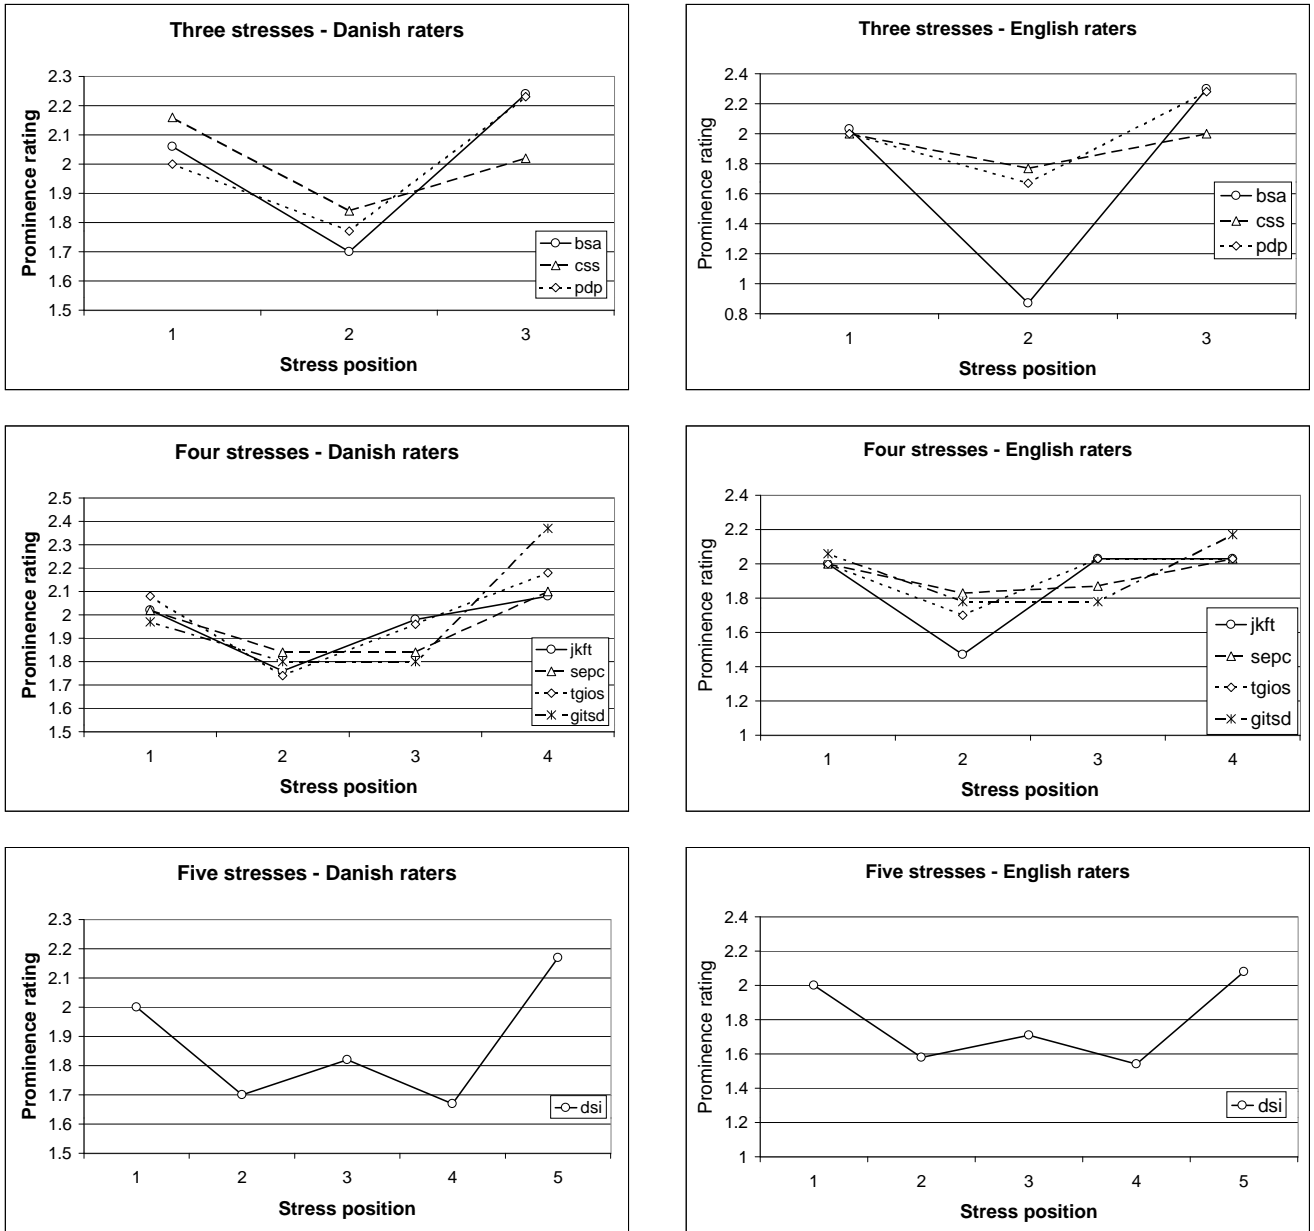 Three stresses - Danish raters
Prominence rating
2.3
2.2
2.1
2
1.9
1.8
1.7
1.6
1.5
1 2 3
Stress position
bsa
css
pdp
Three stresses - English raters
Prominence rating
2.4
2.2
2
1.8
1.6
1.4
1.2
1
0.8
1 2 3
Stress position
bsa
css
pdp
Four stresses - Danish raters
Prominence rating
2.5
2.4
2.3
2.2
2.1
2
1.9
1.8
1.7
1.6
1.5
1 2 3 4
Stress position
jkft
sepc
tgios
gitsd
Four stresses - English raters
Prominence rating
2.4
2.2
2
1.8
1.6
1.4
1.2
1
1 2 3 4
Stress position
jkft
sepc
tgios
gitsd
Five stresses - Danish raters
Prominence rating
2.3
2.2
2.1
2
1.9
1.8
1.7
1.6
1.5
1 2 3 4 5
Stress position
dsi
Five stresses - English raters
Prominence rating
2.4
2.2
2
1.8
1.6
1.4
1.2
1
1 2 3 4 5
Stress position
dsi